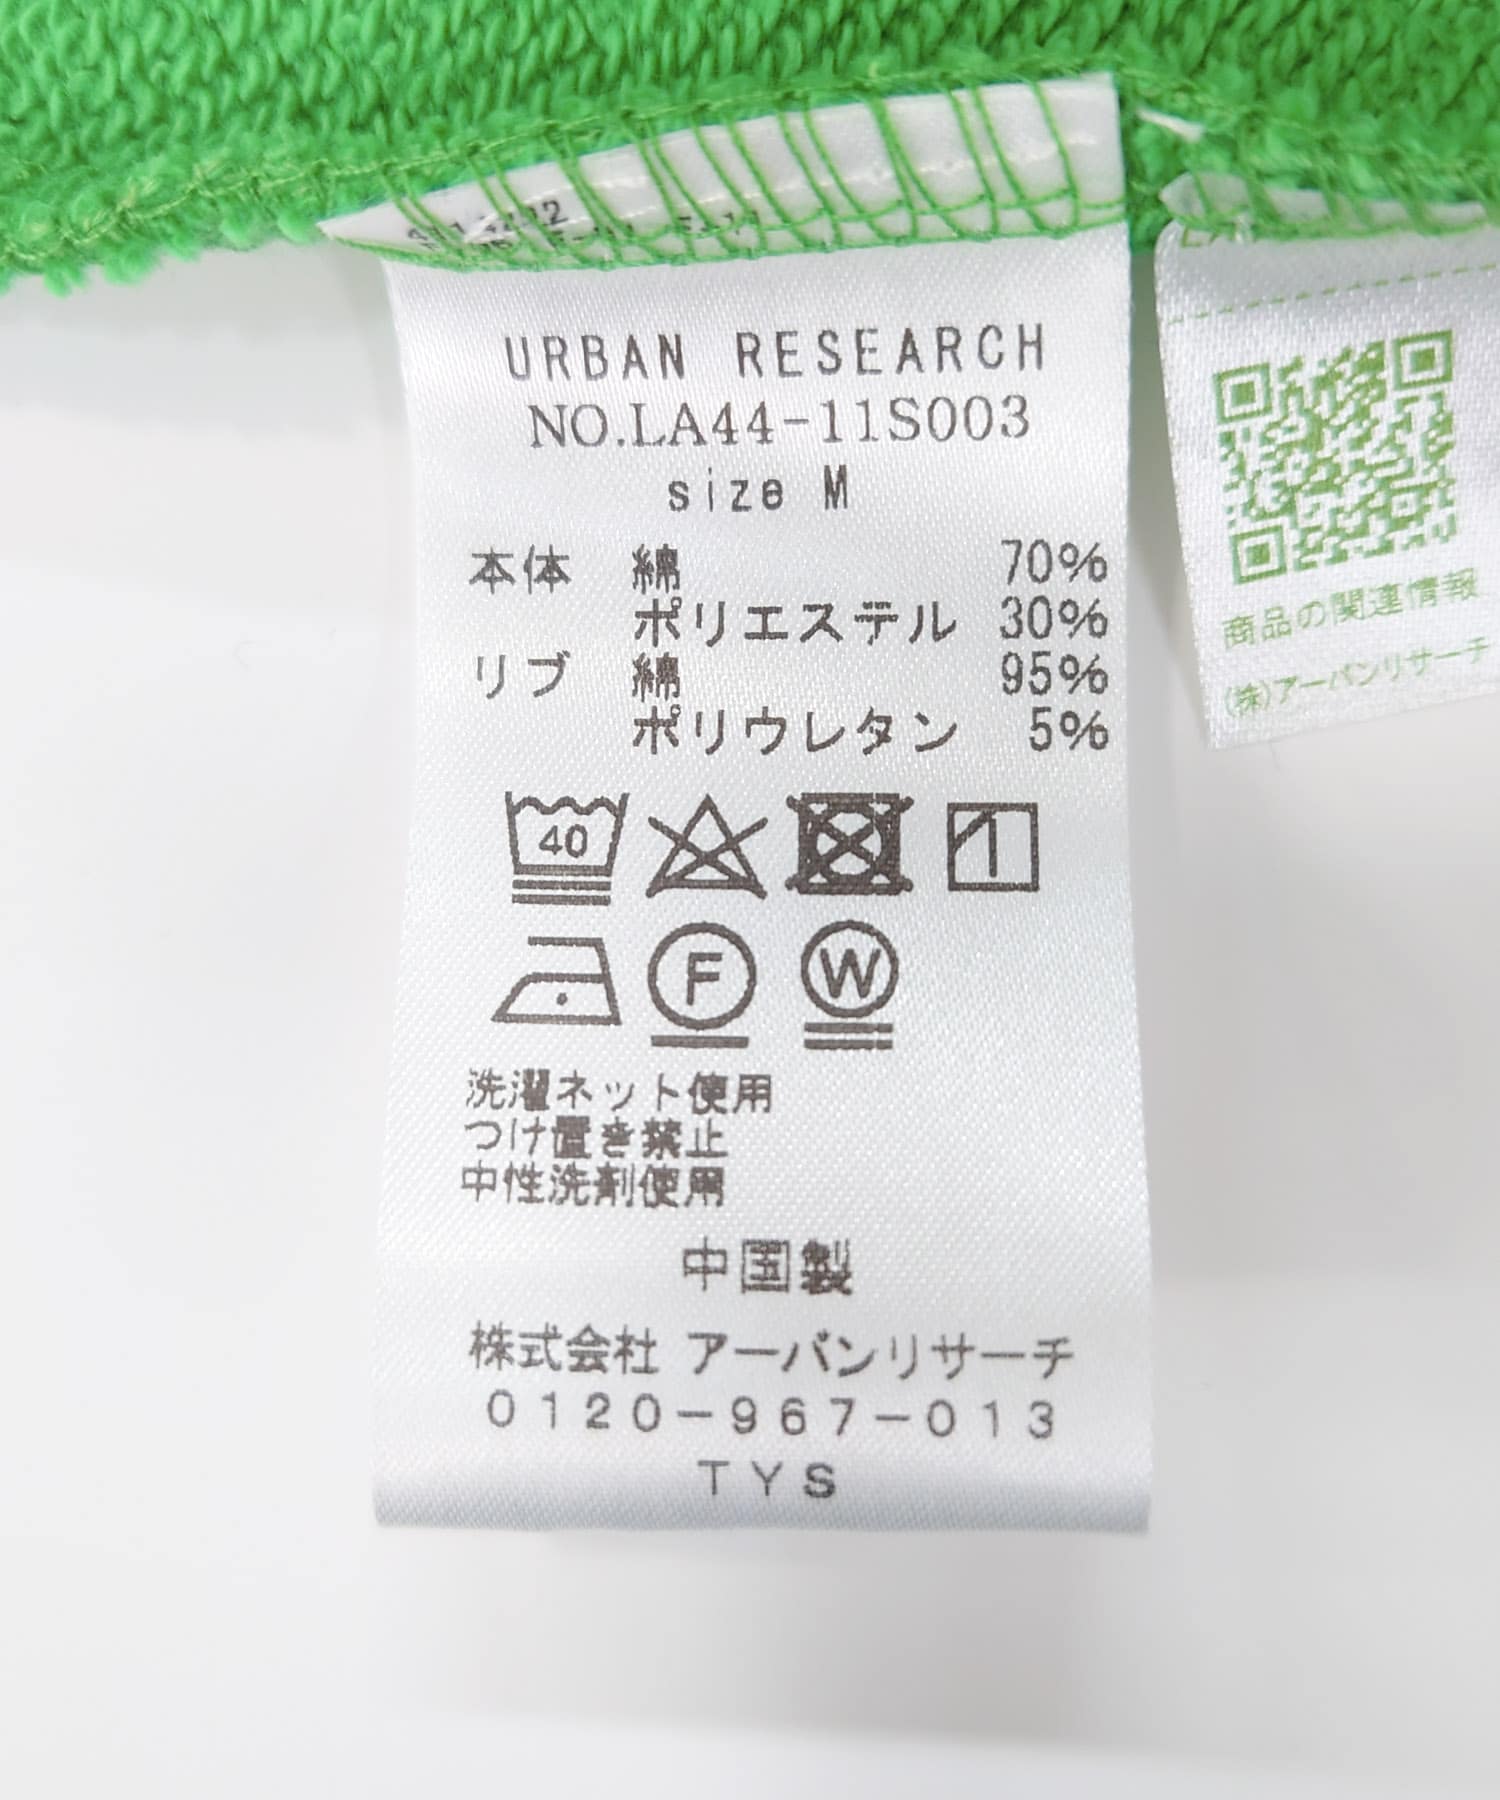 URBAN RESEARCH
NO.LA44-11S003
size M
本体 綿 70%
ポリエステル 30%
リブ 綿 95%
ポリウレタン 5%
40
F
W
洗濯ネット使用
つけ置き禁止
中性洗剤使用
中国製
株式会社 アーバンリサーチ
0120-967-013
TYS
商品の関連情報
(株)アーバンリサーチ